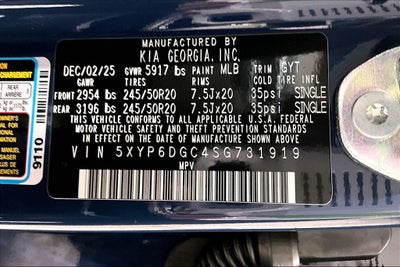 MANUFACTURED BY
KIA GEORGIA, INC.
DEC/02/25 GVWR 5917 lbs PAINT MLB TRIM GYT
GAWR TIRES RIMS COLD TIRE INFL
FRONT 2954 lbs 245/50R20 7.5Jx20 35psi SINGLE
REAR 3196 lbs 245/50R20 7.5Jx20 35psi SINGLE
THIS VEHICLE CONFORMS TO ALL APPLICABLE U.S.A. FEDERAL
MOTOR VEHICLE SAFETY STANDARDS IN EFFECT ON THE DATE
OF MANUFACTURE SHOWN ABOVE.
VIN 5XYP6DGC4SG731919
MPV
9110